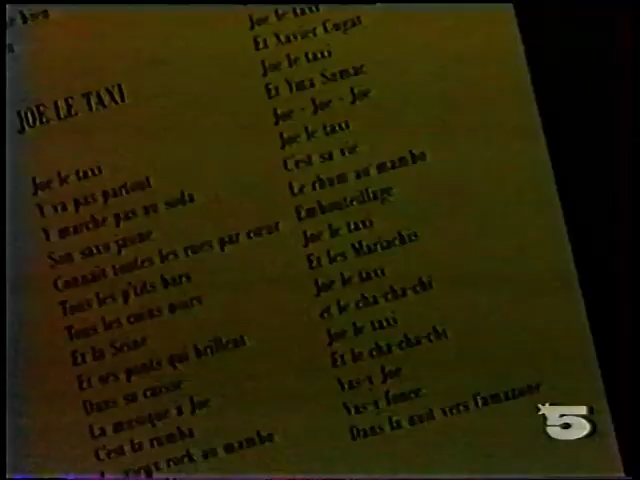 bien
JOE LE TAXI
Joe le taxi
Y va pas partout
Y marche pas au soda
Son saxo jaune
Connaît toutes les rues par cœur
Tous les p'tits bars
Tous les coins noirs
Et la Seine
Et ses ponts qui brillent
Dans sa caisse
La musique à Joe
C'est la rumba
vieux rock au mambo
Joe le taxi
Et Xavier Cugat
Joe le taxi
Et Yma Sumac
Joe - Joe - Joe
Joe le taxi
C'est sa vie
Le rhum au mambo
Embouteillage
Joe le taxi
Et les Mariachis
Joe le taxi
et le cha-cha-chi
Joe le taxi
Et le cha-cha-chi
Vas-y Joe
Vas-y fonce
Dans la nuit vers l'amazone
5